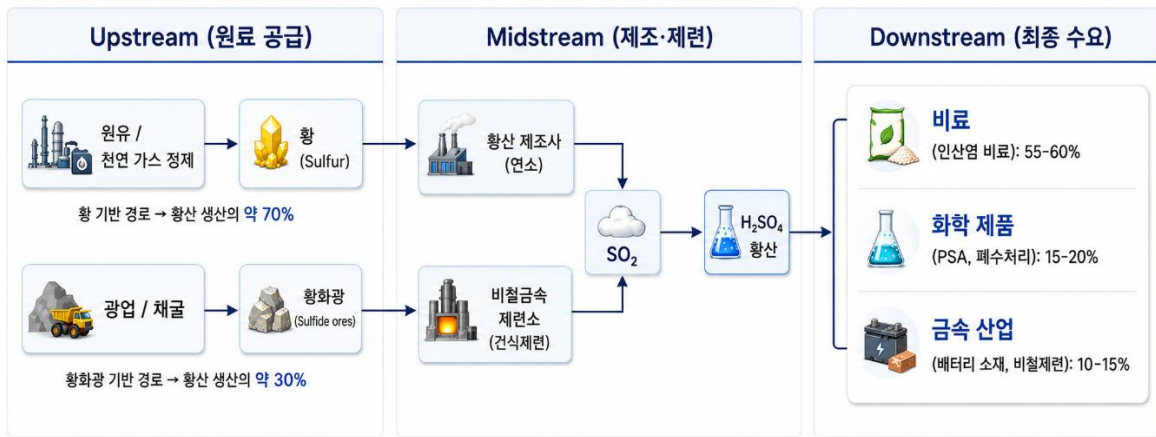 Upstream (원료 공급)
원유 /
천연 가스 정제
황
(Sulfur)
황 기반 경로 → 황산 생산의 약 70%
광업 / 채굴
황화광
(Sulfide ores)
황화광 기반 경로 → 황산 생산의 약 30%
Midstream (제조·제련)
황산 제조사
(연소)
비철금속
제련소
(건식제련)
SO₂
H₂SO₄
황산
Downstream (최종 수요)
비료
(인산염 비료): 55-60%
화학 제품
(PSA, 폐수처리): 15-20%
금속 산업
(배터리 소재, 비철제련): 10-15%